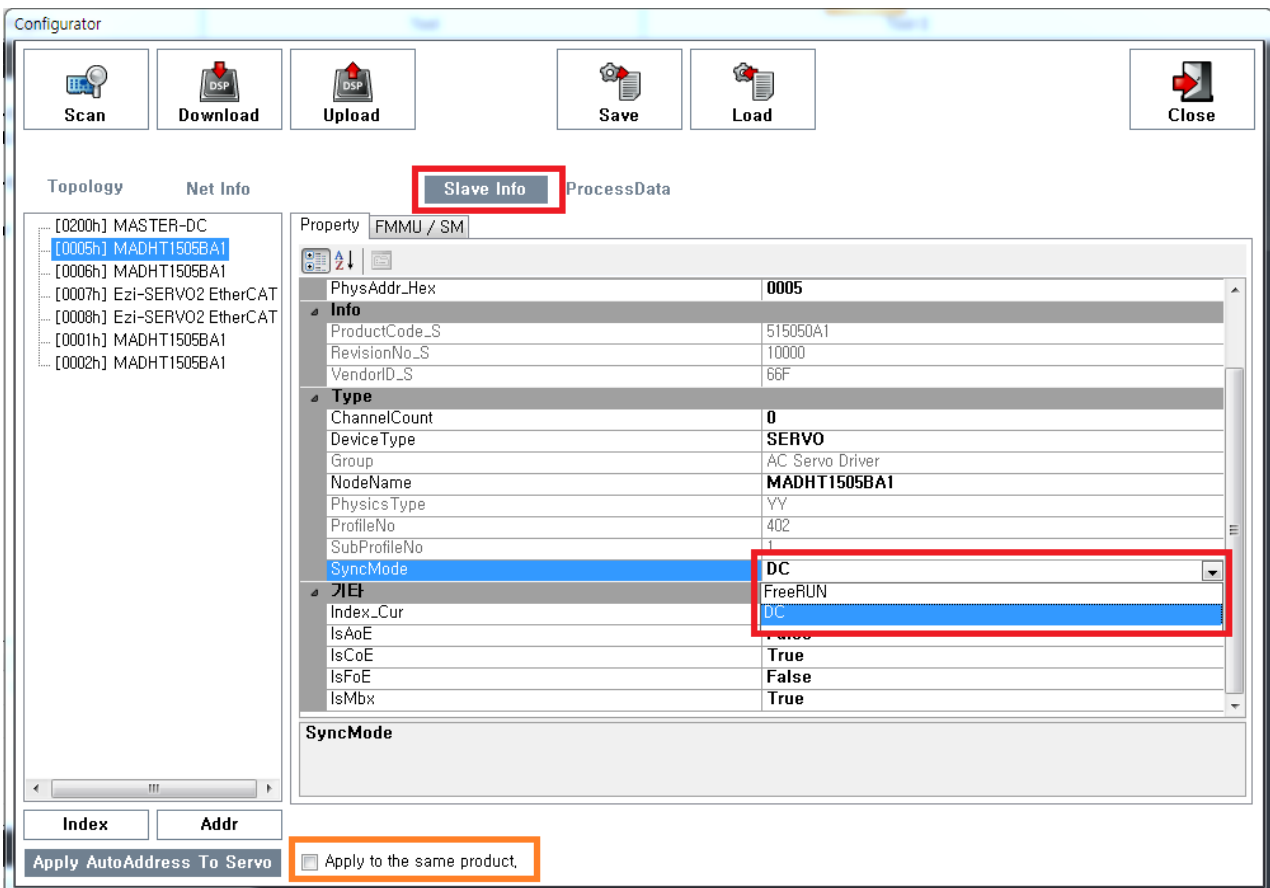 Configurator
Scan
Download
Upload
Save
Load
Close
DSP
DSP
Topology
Net Info
Slave Info
ProcessData
[0200h] MASTER-DC
[0005h] MADHT1505BA1
[0006h] MADHT1505BA1
[0007h] Ezi-SERVO2 EtherCAT
[0008h] Ezi-SERVO2 EtherCAT
[0001h] MADHT1505BA1
[0002h] MADHT1505BA1
Property
FMMU / SM
PhysAddr_Hex 0005
Info
ProductCode_S 515050A1
RevisionNo_S 10000
VendorID_S 66F
Type
ChannelCount 0
DeviceType SERVO
Group AC Servo Driver
NodeName MADHT1505BA1
PhysicsType YY
ProfileNo 402
SubProfileNo 1
SyncMode DC
FreeRUN
DC
기타
Index_Cur
IsAoE False
IsCoE True
IsFoE False
IsMbx True
SyncMode
Index
Addr
Apply AutoAddress To Servo
Apply to the same product,